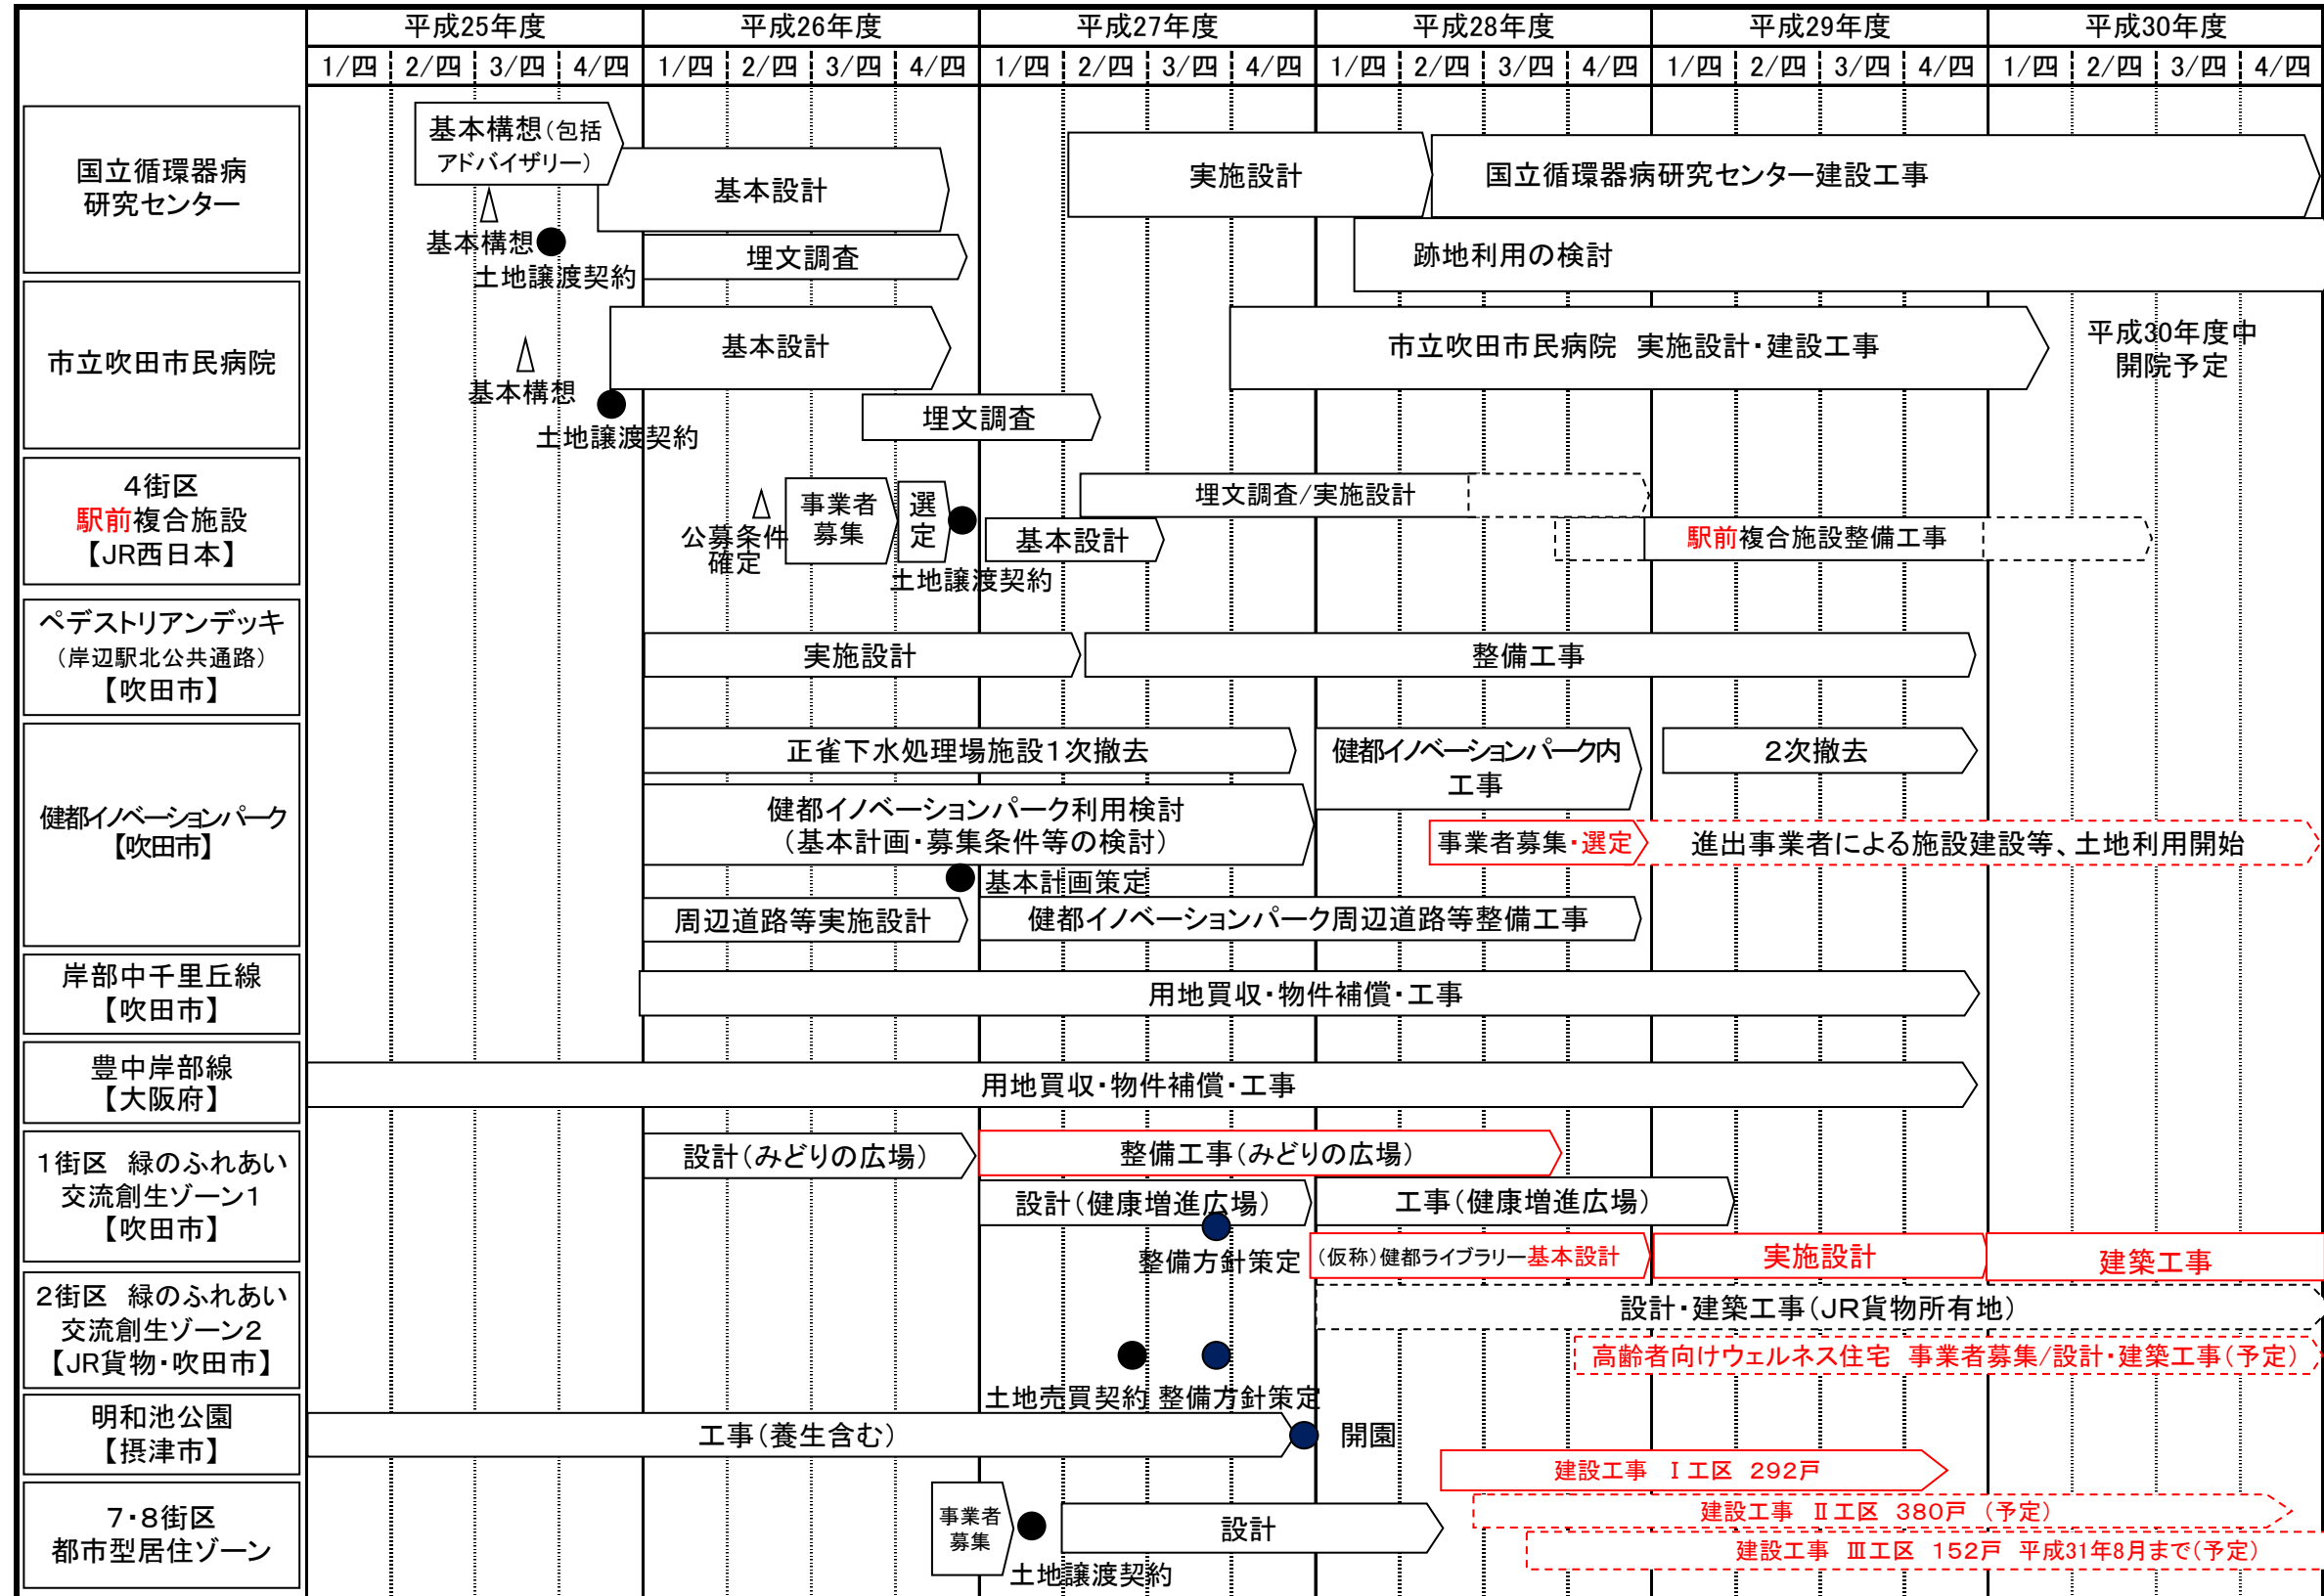 平成25年度 平成26年度 平成27年度 平成28年度 平成29年度 平成30年度
1/四 2/四 3/四 4/四 1/四 2/四 3/四 4/四 1/四 2/四 3/四 4/四 1/四 2/四 3/四 4/四 1/四 2/四 3/四 4/四 1/四 2/四 3/四 4/四
国立循環器病
研究センター
基本構想(包括
アドバイザリー)
基本設計
実施設計
国立循環器病研究センター建設工事
基本構想
土地譲渡契約
埋文調査
跡地利用の検討
市立吹田市民病院
基本設計
市立吹田市民病院 実施設計・建設工事
平成30年度中
開院予定
基本構想
土地譲渡契約
埋文調査
4街区
駅前複合施設
【JR西日本】
公募条件
確定
事業者
募集
選
定
土地譲渡契約
基本設計
埋文調査/実施設計
駅前複合施設整備工事
ペデストリアンデッキ
(岸辺駅北公共通路)
【吹田市】
実施設計
整備工事
健都イノベーションパーク
【吹田市】
正雀下水処理場施設1次撤去
健都イノベーションパーク内
工事
2次撤去
健都イノベーションパーク利用検討
(基本計画・募集条件等の検討)
事業者募集・選定
進出事業者による施設建設等、土地利用開始
基本計画策定
周辺道路等実施設計
健都イノベーションパーク周辺道路等整備工事
岸部中千里丘線
【吹田市】
用地買収・物件補償・工事
豊中岸部線
【大阪府】
用地買収・物件補償・工事
1街区 緑のふれあい
交流創生ゾーン1
【吹田市】
設計(みどりの広場)
整備工事(みどりの広場)
設計(健康増進広場)
工事(健康増進広場)
整備方針策定
(仮称)健都ライブラリー基本設計
実施設計
建築工事
2街区 緑のふれあい
交流創生ゾーン2
【JR貨物・吹田市】
設計・建築工事(JR貨物所有地)
高齢者向けウェルネス住宅 事業者募集/設計・建築工事(予定)
土地売買契約 整備方針策定
明和池公園
【摂津市】
工事(養生含む)
開園
7・8街区
都市型居住ゾーン
事業者
募集
土地譲渡契約
設計
建設工事 Ⅰ工区 292戸
建設工事 Ⅱ工区 380戸 (予定)
建設工事 Ⅲ工区 152戸 平成31年8月まで(予定)